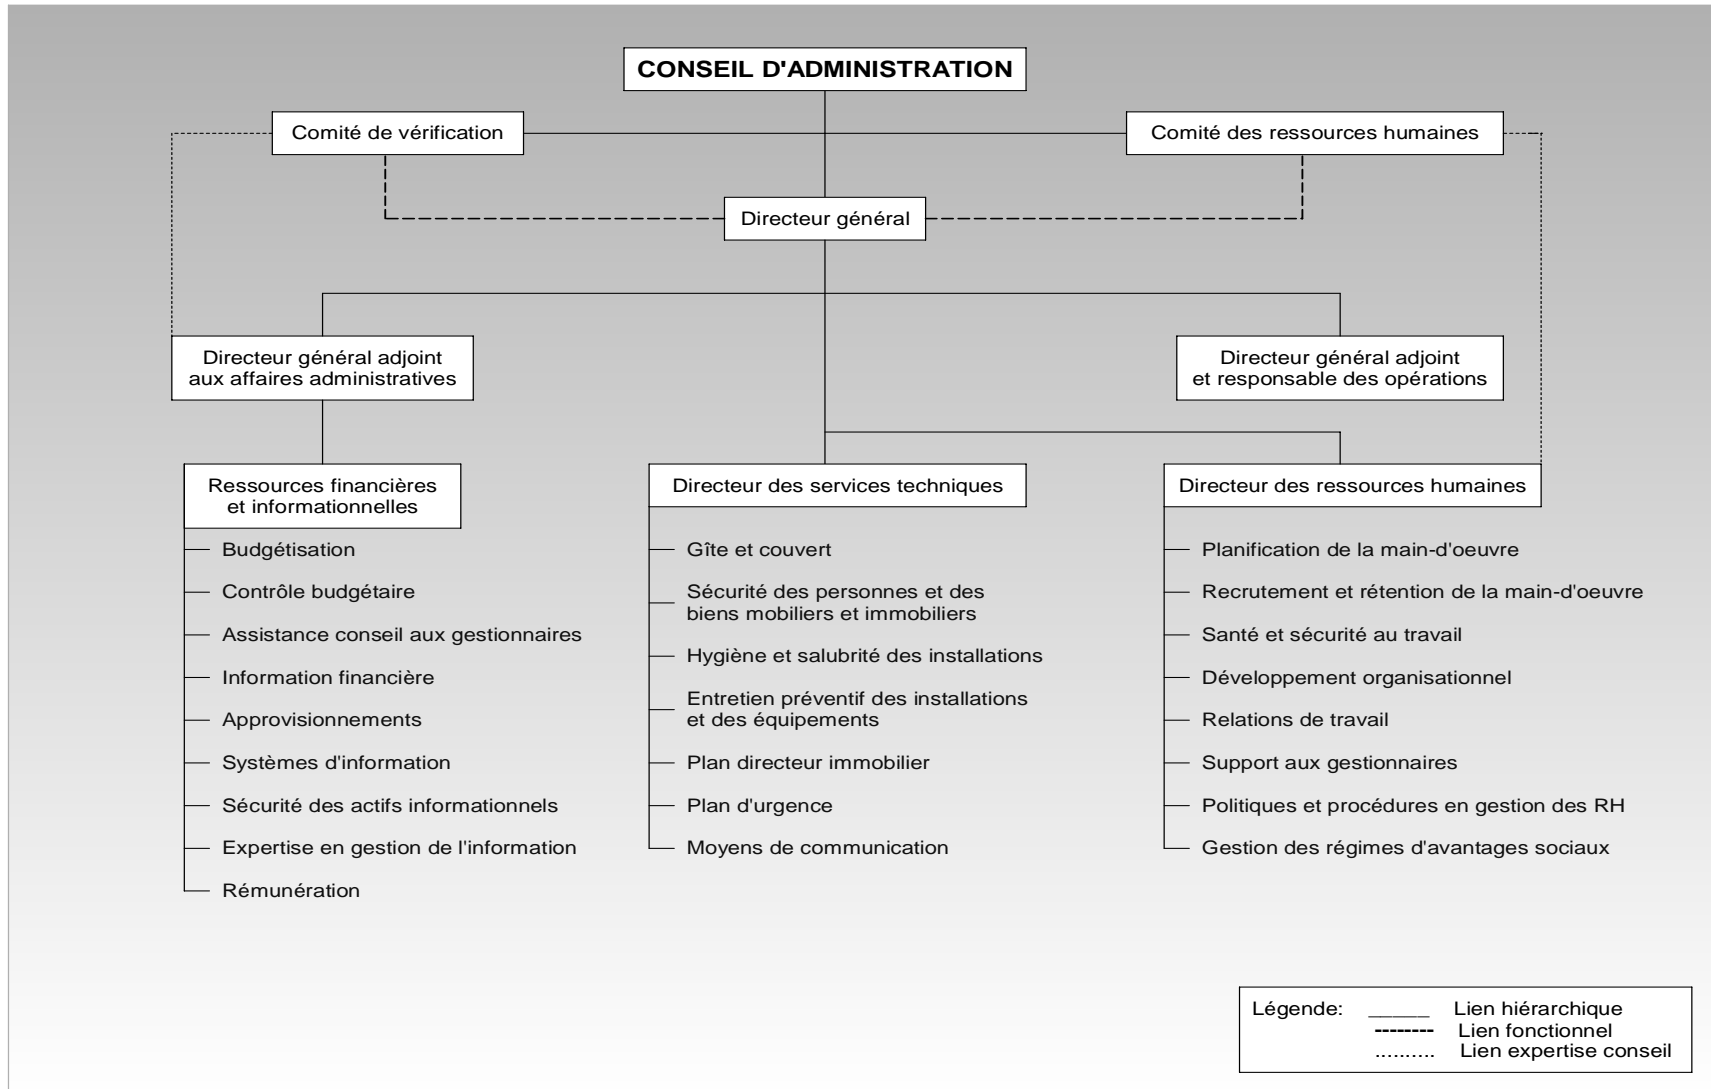 CONSEIL D'ADMINISTRATION
Comité de vérification
Comité des ressources humaines
Directeur général
Directeur général adjoint
aux affaires administratives
Directeur général adjoint
et responsable des opérations
Ressources financières
et informationnelles
Budgétisation
Contrôle budgétaire
Assistance conseil aux gestionnaires
Information financière
Approvisionnements
Systèmes d'information
Sécurité des actifs informationnels
Expertise en gestion de l'information
Rémunération
Directeur des services techniques
Gîte et couvert
Sécurité des personnes et des
biens mobiliers et immobiliers
Hygiène et salubrité des installations
Entretien préventif des installations
et des équipements
Plan directeur immobilier
Plan d'urgence
Moyens de communication
Directeur des ressources humaines
Planification de la main-d'oeuvre
Recrutement et rétention de la main-d'oeuvre
Santé et sécurité au travail
Développement organisationnel
Relations de travail
Support aux gestionnaires
Politiques et procédures en gestion des RH
Gestion des régimes d'avantages sociaux
Légende: _____ Lien hiérarchique
-------- Lien fonctionnel
.......... Lien expertise conseil